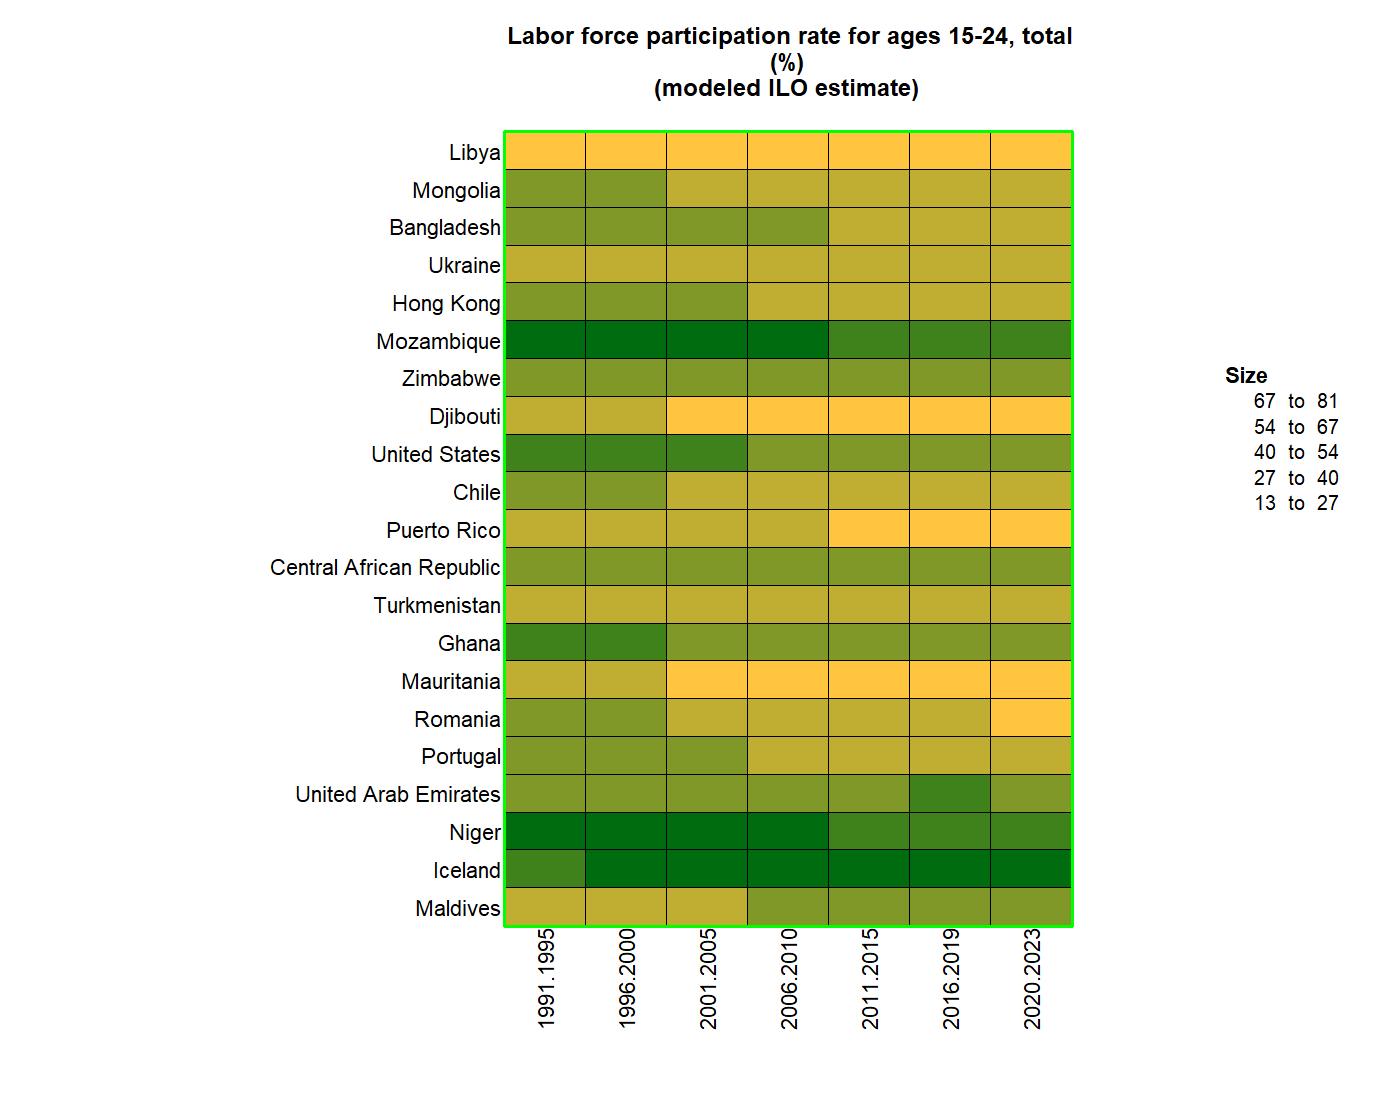 Labor force participation rate for ages 15-24, total
(%)
(modeled ILO estimate)
Libya
Mongolia
Bangladesh
Ukraine
Hong Kong
Mozambique
Zimbabwe
Djibouti
United States
Chile
Puerto Rico
Central African Republic
Turkmenistan
Ghana
Mauritania
Romania
Portugal
United Arab Emirates
Niger
Iceland
Maldives
1991.1995
1996.2000
2001.2005
2006.2010
2011.2015
2016.2019
2020.2023
Size
67 to 81
54 to 67
40 to 54
27 to 40
13 to 27